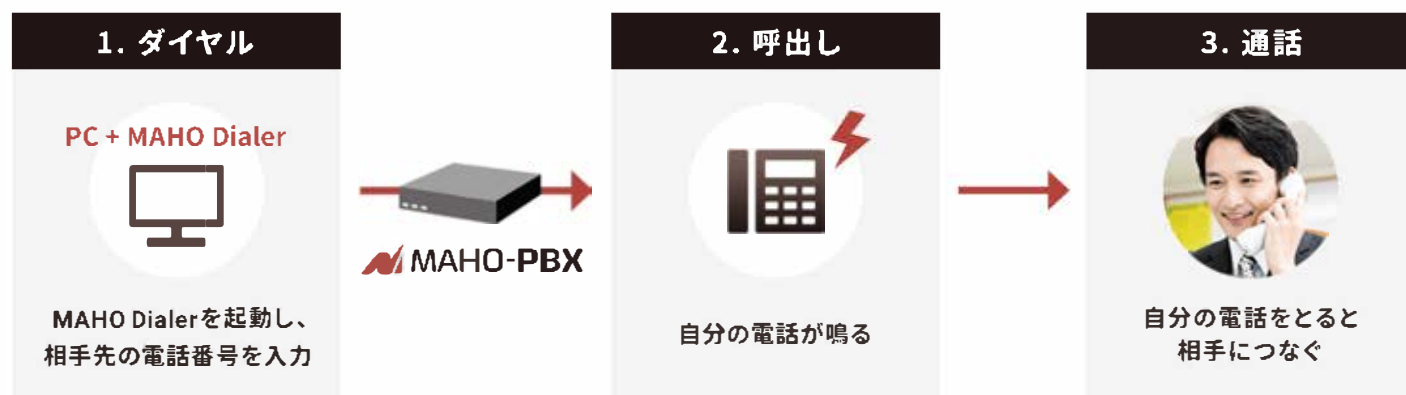 1. ダイヤル
PC + MAHO Dialer
MAHO Dialerを起動し、
相手先の電話番号を入力
MAHO-PBX
2. 呼出し
自分の電話が鳴る
3. 通話
自分の電話をとると
相手につなぐ